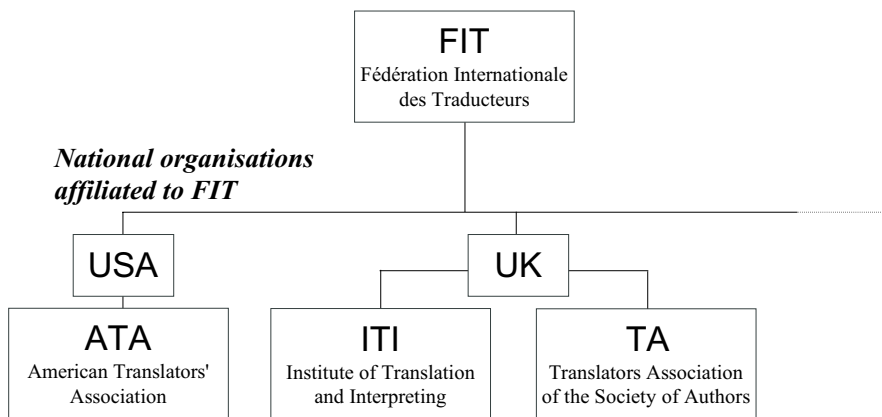 FIT
Fédération Internationale
des Traducteurs
National organisations
affiliated to FIT
USA
UK
ATA
American Translators'
Association
ITI
Institute of Translation
and Interpreting
TA
Translators Association
of the Society of Authors